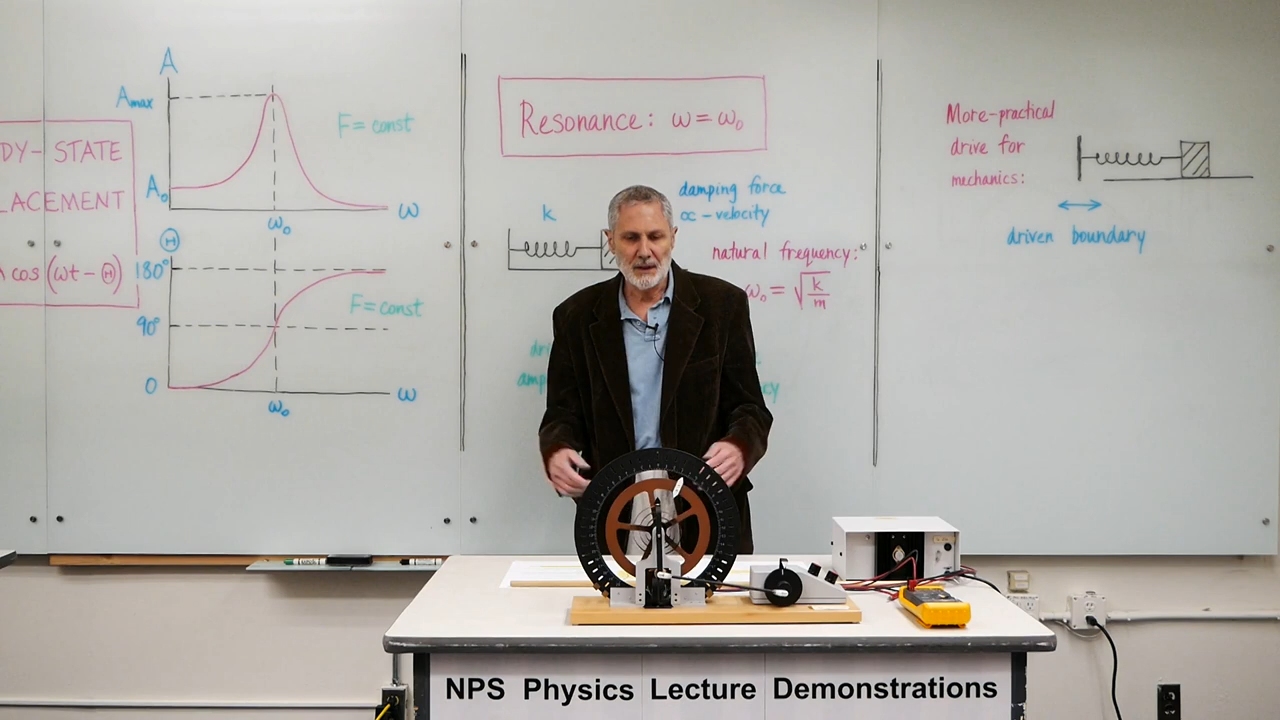 DY- STATE
LACEMENT
cos (ωt - Θ)
A
Amax
F = const
A₀
ω
ω₀
Θ
180°
F = const
90°
0
ω
ω₀
Resonance: ω = ω₀
damping force
∝ - velocity
k
natural frequency:
ω₀ = √k/m
More-practical
drive for
mechanics:
driven boundary
NPS Physics Lecture Demonstrations